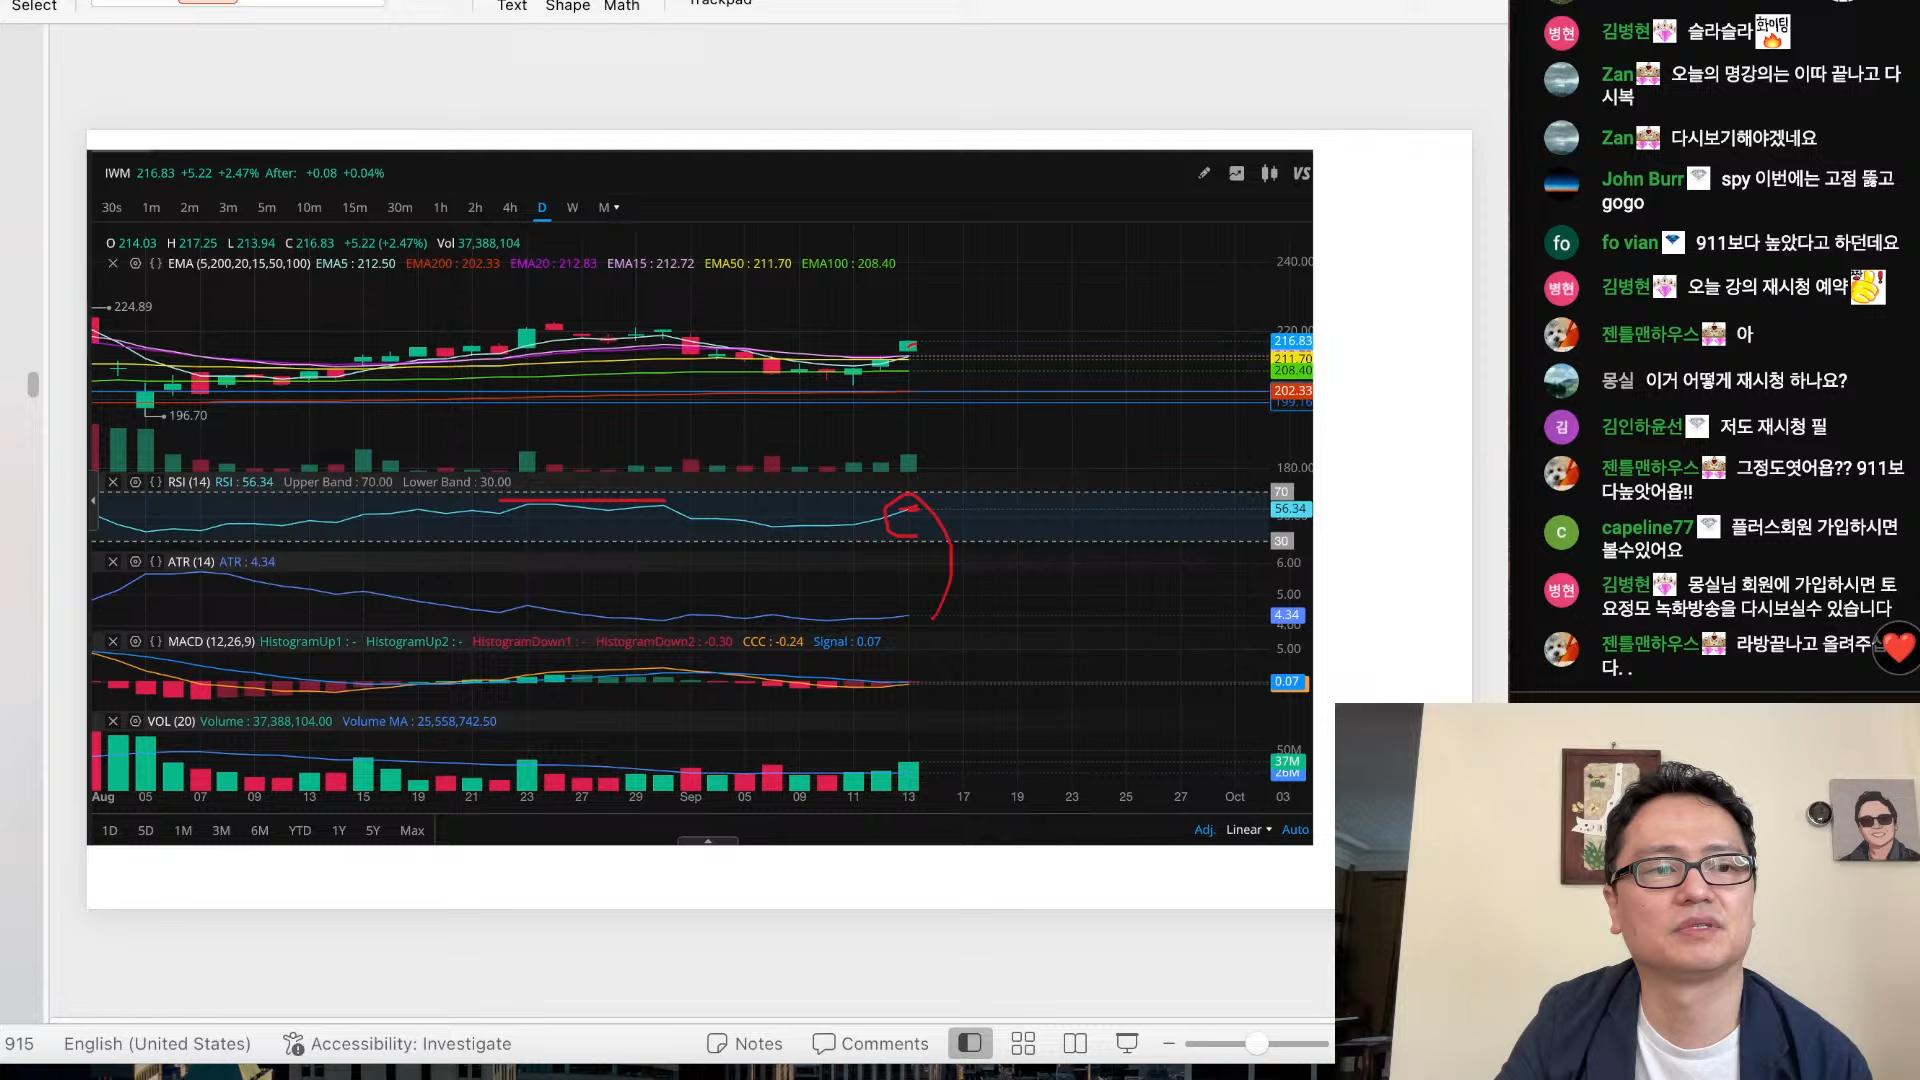 Select
Text Shape Math
Trackpad
IWM 216.83 +5.22 +2.47% After: +0.08 +0.04%
VS
30s 1m 2m 3m 5m 10m 15m 30m 1h 2h 4h D W M
O 214.03 H 217.25 L 213.94 C 216.83 +5.22 (+2.47%) Vol 37,388,104
EMA (5,200,20,15,50,100) EMA5 : 212.50 EMA200 : 202.33 EMA20 : 212.83 EMA15 : 212.72 EMA50 : 211.70 EMA100 : 208.40
240.00
224.89
220.00
216.83
211.70
208.40
202.33
199.16
196.70
180.00
RSI (14) RSI : 56.34 Upper Band : 70.00 Lower Band : 30.00
70
56.34
30
ATR (14) ATR : 4.34
6.00
5.00
4.34
4.00
MACD (12,26,9) HistogramUp1 : - HistogramUp2 : - HistogramDown1 : - HistogramDown2 : -0.30 CCC : -0.24 Signal : 0.07
5.00
0.07
VOL (20) Volume : 37,388,104.00 Volume MA : 25,558,742.50
50M
37M
26M
Aug 05 07 09 13 15 19 21 23 27 29 Sep 05 09 11 13 17 19 23 25 27 Oct 03
1D 5D 1M 3M 6M YTD 1Y 5Y Max
Adj. Linear Auto
915 English (United States) Accessibility: Investigate Notes Comments
병현 김병현 슬라슬라 화이팅
Zan 오늘의 명강의는 이따 끝나고 다
시복
Zan 다시보기해야겠네요
John Burr spy 이번에는 고점 뚫고
gogo
fo fo vian 911보다 높았다고 하던데요
병현 김병현 오늘 강의 재시청 예약
젠틀맨하우스 아
몽실 이거 어떻게 재시청 하나요?
김 김인하윤선 저도 재시청 필
젠틀맨하우스 그정도엿어욥?? 911보
다높앗어욥!!
C capeline77 플러스회원 가입하시면
볼수있어요
병현 김병현 몽실님 회원에 가입하시면 토
요정모 녹화방송을 다시보실수 있습니다
젠틀맨하우스 라방끝나고 올려주십
다. .